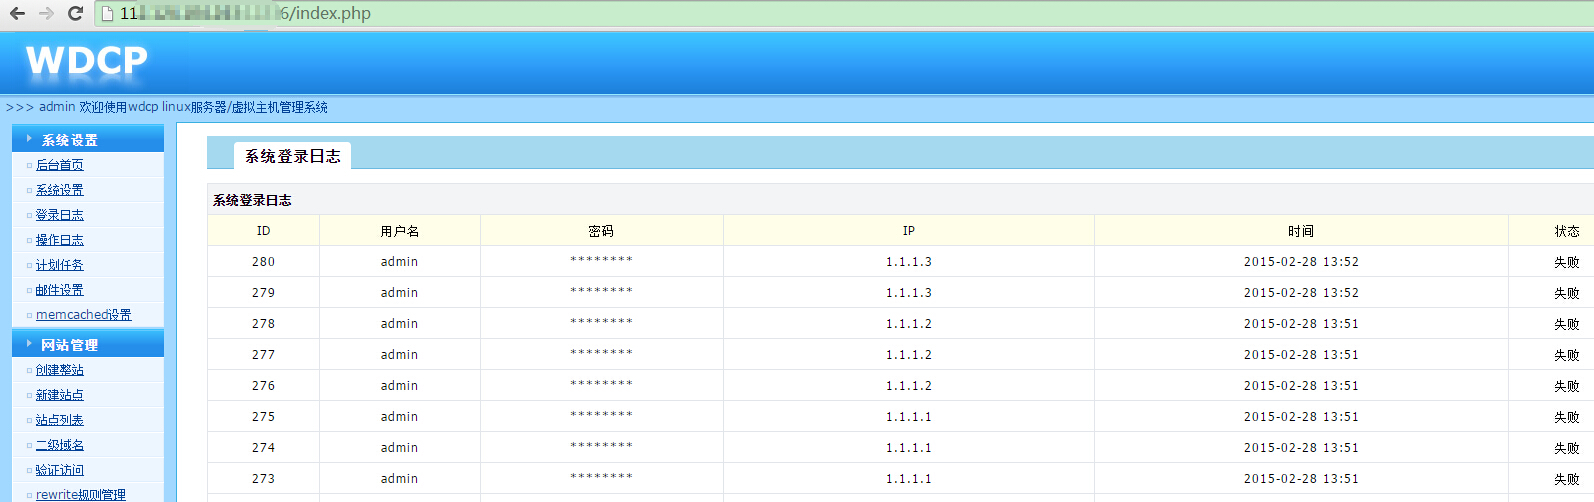 6/index.php
WDCP
>>> admin 欢迎使用wdcp linux服务器/虚拟主机管理系统
系统设置
后台首页
系统设置
登录日志
操作日志
计划任务
邮件设置
memcached设置
网站管理
创建整站
新建站点
站点列表
二级域名
验证访问
rewrite规则管理
系统登录日志
系统登录日志
ID 用户名 密码 IP 时间 状态
280 admin ******** 1.1.1.3 2015-02-28 13:52 失败
279 admin ******** 1.1.1.3 2015-02-28 13:52 失败
278 admin ******** 1.1.1.2 2015-02-28 13:51 失败
277 admin ******** 1.1.1.2 2015-02-28 13:51 失败
276 admin ******** 1.1.1.2 2015-02-28 13:51 失败
275 admin ******** 1.1.1.1 2015-02-28 13:51 失败
274 admin ******** 1.1.1.1 2015-02-28 13:51 失败
273 admin ******** 1.1.1.1 2015-02-28 13:51 失败